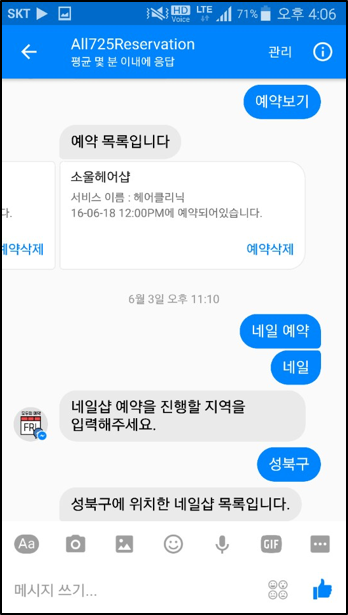 SKT HD Voice LTE 71% 오후 4:06
All725Reservation
관리
평균 몇 분 이내에 응답
예약보기
예약 목록입니다
소울헤어샵
서비스 이름 : 헤어클리닉
다.
16-06-18 12:00PM에 예약되어있습니다.
예약삭제
예약삭제
6월 3일 오후 11:10
네일 예약
네일
네일샵 예약을 진행할 지역을
입력해주세요.
FRI
성북구
성북구에 위치한 네일샵 목록입니다.
Aa
GIF
메시지 쓰기...